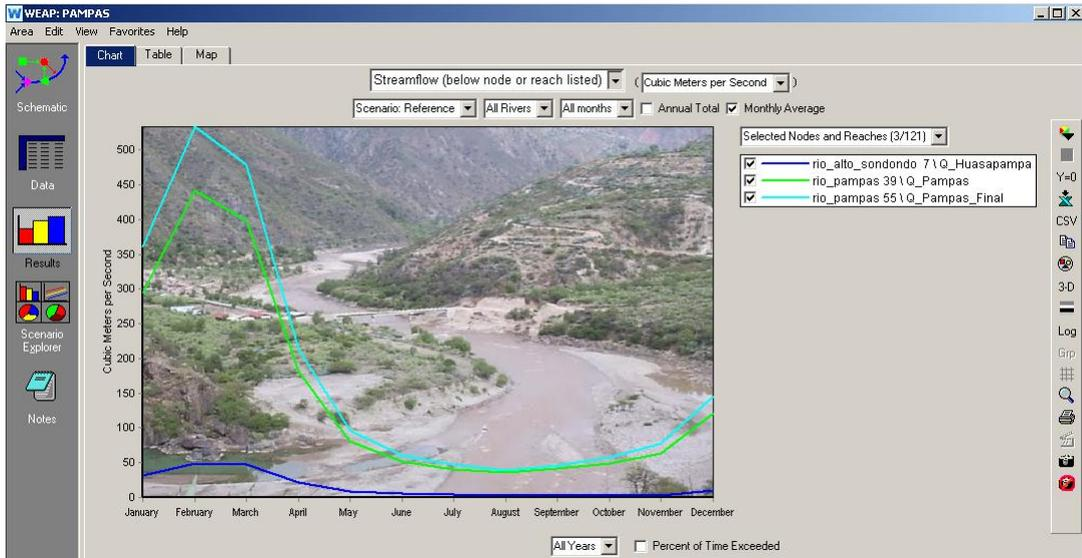 WEAP: PAMPAS
Area Edit View Favorites Help
Chart Table Map
Streamflow (below node or reach listed) ( Cubic Meters per Second )
Scenario: Reference All Rivers All months Annual Total Monthly Average
Schematic
Data
Results
Scenario
Explorer
Notes
Selected Nodes and Reaches (3/121)
rio_alto_sondondo 7 \ Q_Huasapampa
rio_pampas 39 \ Q_Pampas
rio_pampas 55 \ Q_Pampas_Final
Cubic Meters per Second
500
450
400
350
300
250
200
150
100
50
0
January February March April May June July August September October November December
All Years Percent of Time Exceeded
Y=0
CSV
3-D
Log
Grp